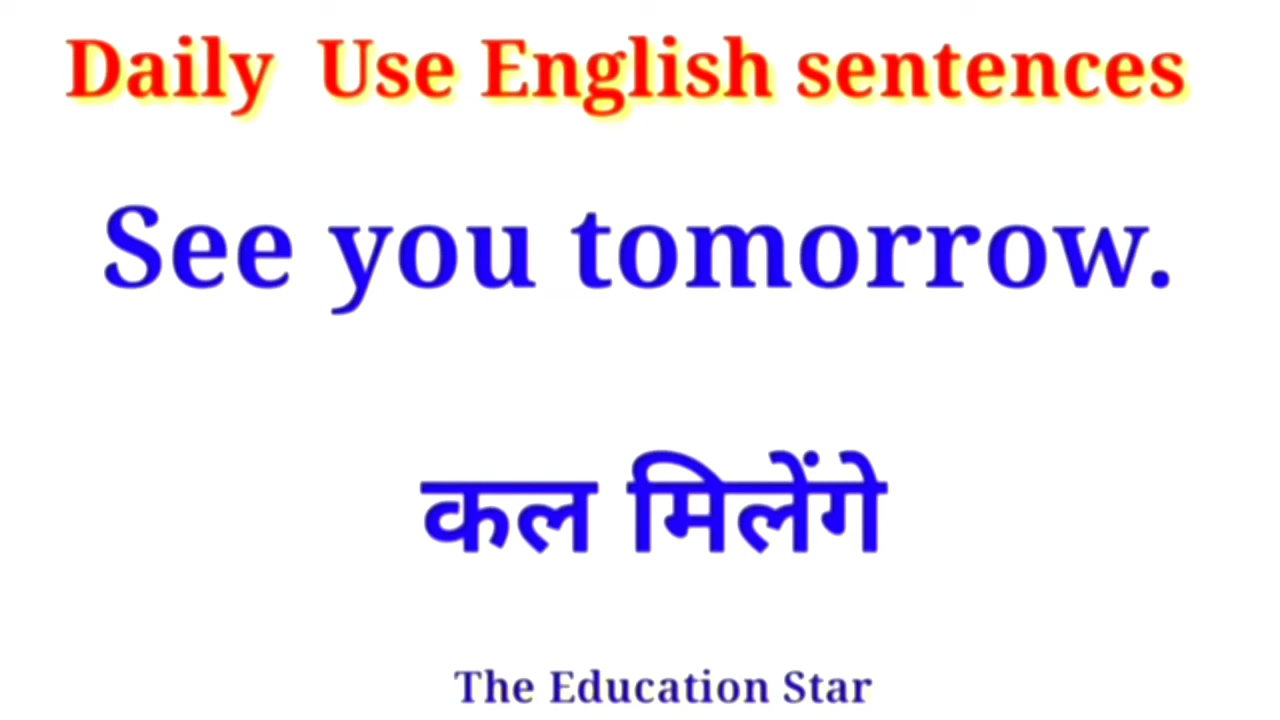 Daily Use English sentences
See you tomorrow.
कल मिलेंगे
The Education Star